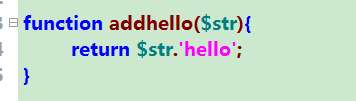 function addhello($str){
return $str.'hello';
}